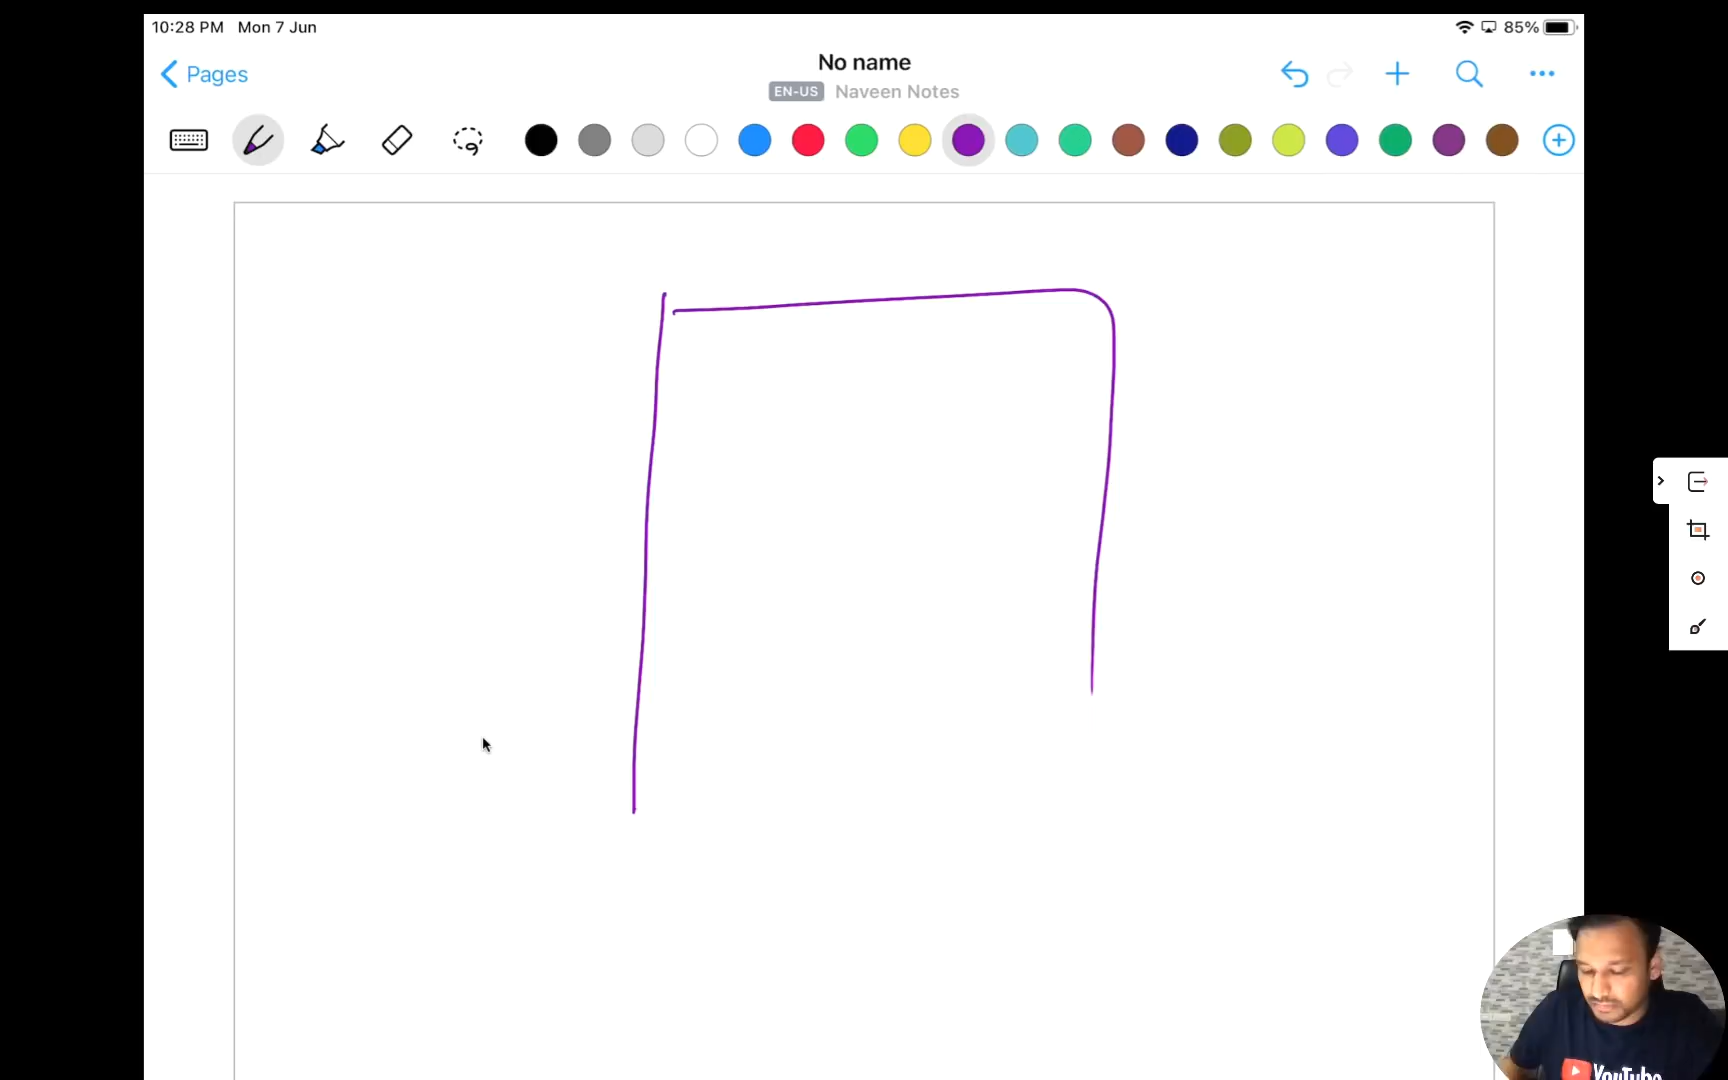 10:28 PM Mon 7 Jun
85%
Pages
No name
EN-US Naveen Notes
YouTube